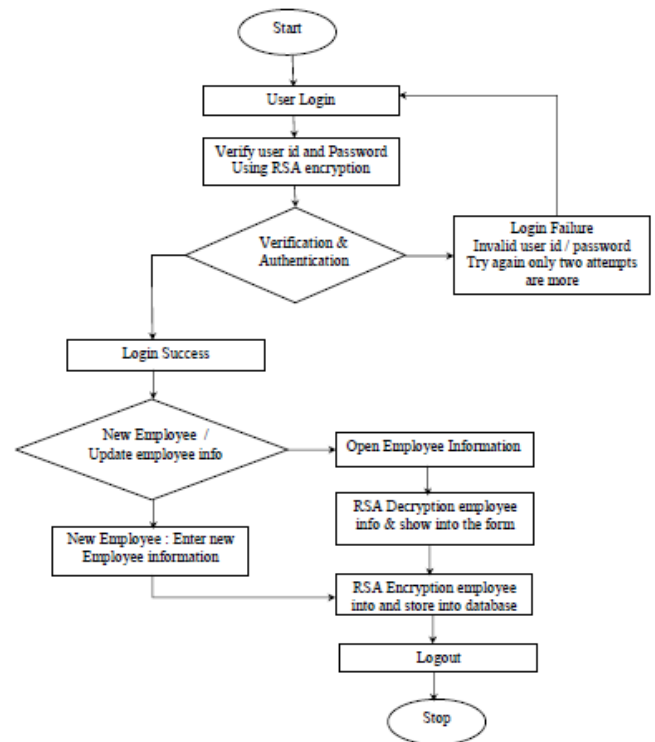 Start
User Login
Verify user id and Password
Using RSA encryption
Verification &
Authentication
Login Failure
Invalid user id / password
Try again only two attempts
are more
Login Success
New Employee /
Update employee info
Open Employee Information
RSA Decryption employee
info & show into the form
New Employee : Enter new
Employee information
RSA Encryption employee
into and store into database
Logout
Stop